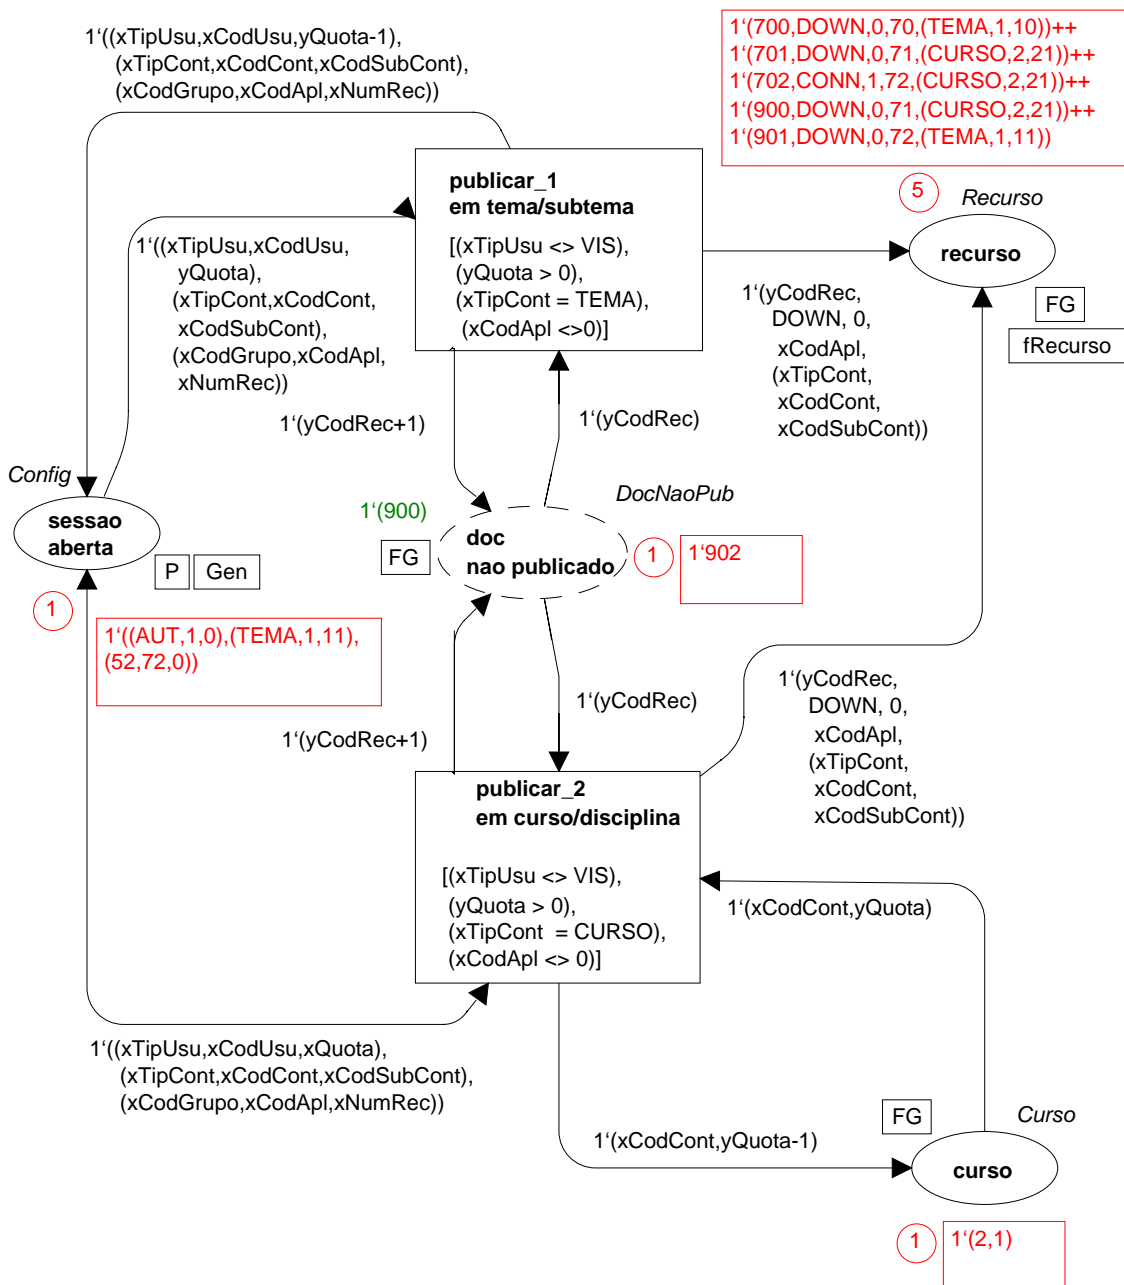 1‘((xTipUsu,xCodUsu,yQuota-1),
(xTipCont,xCodCont,xCodSubCont),
(xCodGrupo,xCodApl,xNumRec))
1‘(700,DOWN,0,70,(TEMA,1,10))++
1‘(701,DOWN,0,71,(CURSO,2,21))++
1‘(702,CONN,1,72,(CURSO,2,21))++
1‘(900,DOWN,0,71,(CURSO,2,21))++
1‘(901,DOWN,0,72,(TEMA,1,11))
publicar_1
em tema/subtema
[(xTipUsu <> VIS),
(yQuota > 0),
(xTipCont = TEMA),
(xCodApl <>0)]
5
Recurso
recurso
FG
fRecurso
1‘((xTipUsu,xCodUsu,
yQuota),
(xTipCont,xCodCont,
xCodSubCont),
(xCodGrupo,xCodApl,
xNumRec))
1‘(yCodRec,
DOWN, 0,
xCodApl,
(xTipCont,
xCodCont,
xCodSubCont))
1‘(yCodRec+1)
1‘(yCodRec)
Config
sessao
aberta
P
Gen
1
1‘((AUT,1,0),(TEMA,1,11),
(52,72,0))
1‘(900)
FG
DocNaoPub
doc
nao publicado
1
1‘902
1‘(yCodRec+1)
1‘(yCodRec)
1‘(yCodRec,
DOWN, 0,
xCodApl,
(xTipCont,
xCodCont,
xCodSubCont))
publicar_2
em curso/disciplina
[(xTipUsu <> VIS),
(yQuota > 0),
(xTipCont  = CURSO),
(xCodApl <> 0)]
1‘(xCodCont,yQuota)
1‘((xTipUsu,xCodUsu,xQuota),
(xTipCont,xCodCont,xCodSubCont),
(xCodGrupo,xCodApl,xNumRec))
1‘(xCodCont,yQuota-1)
FG
Curso
curso
1
1‘(2,1)